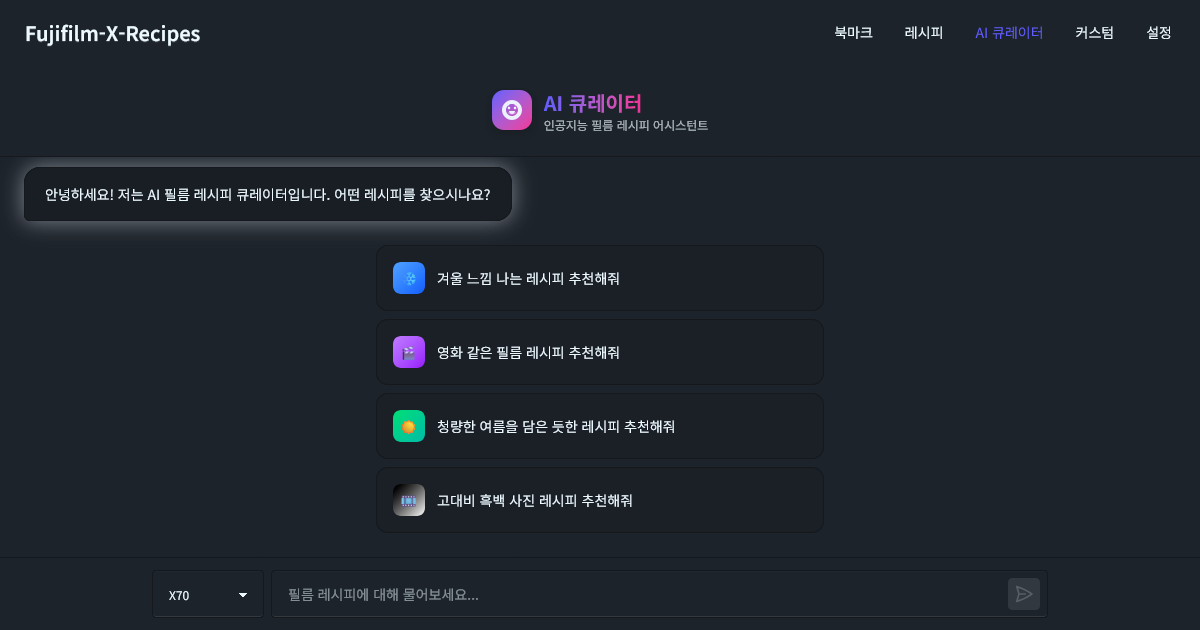 Fujifilm-X-Recipes
북마크
레시피
AI 큐레이터
커스텀
설정
AI 큐레이터
인공지능 필름 레시피 어시스턴트
안녕하세요! 저는 AI 필름 레시피 큐레이터입니다. 어떤 레시피를 찾으시나요?
겨울 느낌 나는 레시피 추천해줘
영화 같은 필름 레시피 추천해줘
청량한 여름을 담은 듯한 레시피 추천해줘
고대비 흑백 사진 레시피 추천해줘
X70
필름 레시피에 대해 물어보세요...